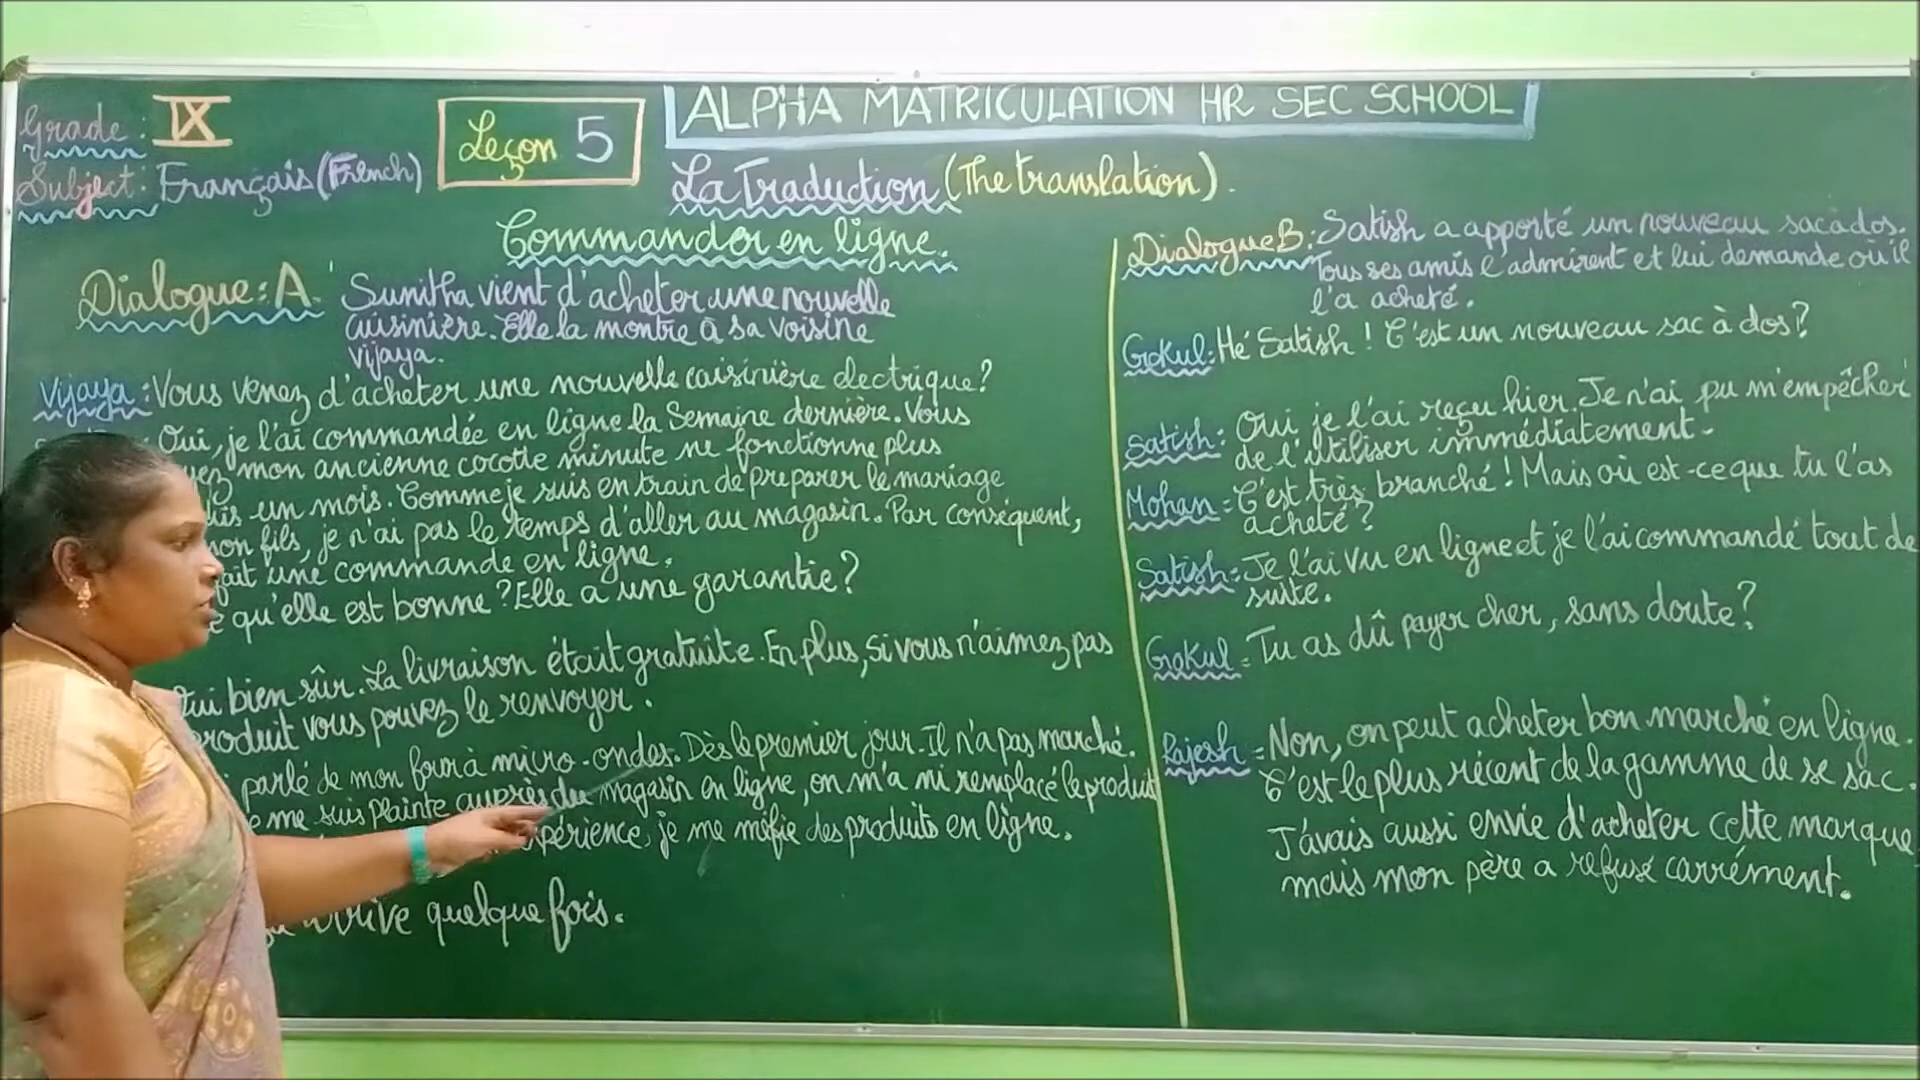 Grade: IX
Subject: Français (French)
Leçon 5
ALPHA MATRICULATION HR SEC SCHOOL
La Traduction (The translation).
Commander en ligne.
Dialogue: A. Sunitha vient d'acheter une nouvelle
cuisinière. Elle la montre à sa voisine
vijaya.
Vijaya: Vous venez d'acheter une nouvelle caisinière electrique?
Oui, je l'ai commandée en ligne la Semaine dernière. Vous
mon ancienne cocotte minute ne fonctionne plus
un mois. Comme je suis en train de preparer le mariage
mon fils, je n'ai pas le temps d'aller au magasin. Par conséquent,
fait une commande en ligne.
qu'elle est bonne? Elle a une garantie?
Oui bien sûr. La livraison était gratuite. En plus, si vous n'aimez pas
produit vous pouvez le renvoyer.
parlé de mon four à micro-ondes. Dès le premier jour. Il n'a pas marché.
me suis plainte auprès du magasin en ligne, on m'a ni remplacé le produit
expérience, je me méfie des produits en ligne.
arrive quelque fois.
Dialogue B: Satish a apporté un nouveau sac à dos.
Tous ses amis l'admirent et lui demande où il
l'a acheté.
Gokul: Hé Satish! C'est un nouveau sac à dos?
Satish: Oui je l'ai reçu hier. Je n'ai pu m'empêcher
de l'utiliser immédiatement.
Mohan: C'est très branché! Mais où est-ce que tu l'as
acheté?
Satish: Je l'ai vu en ligne et je l'ai commandé tout de
suite.
Gokul: Tu as dû payer cher, sans doute?
Rajesh: Non, on peut acheter bon marché en ligne.
C'est le plus récent de la gamme de se sac.
J'avais aussi envie d'acheter cette marque
mais mon père a refusé carrément.